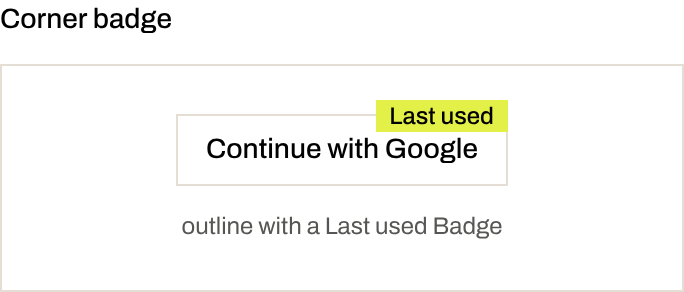 Corner badge
Last used
Continue with Google
outline with a Last used Badge